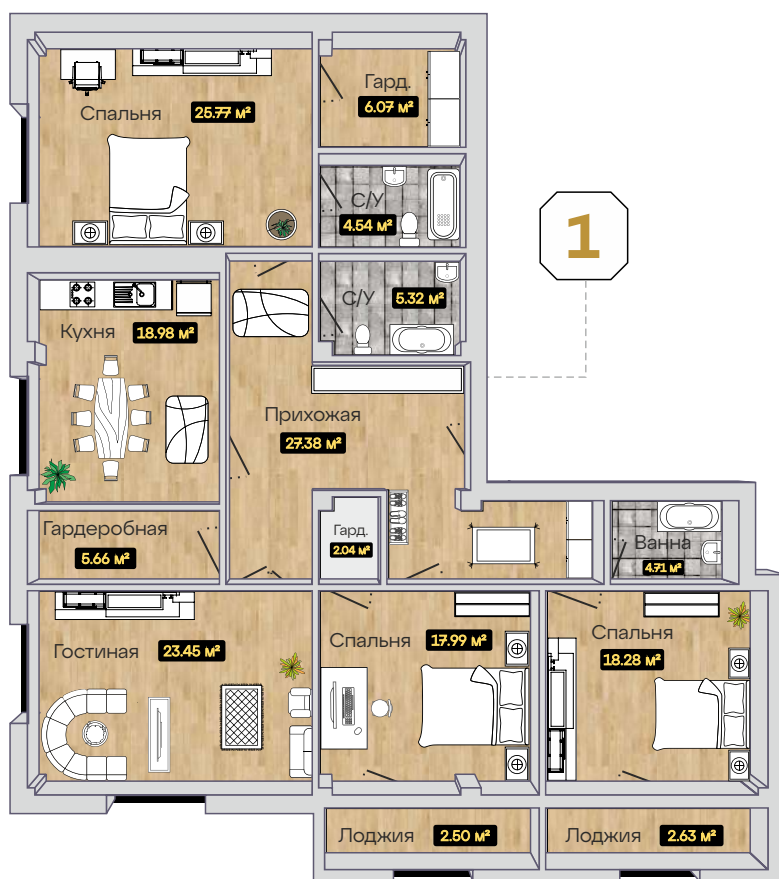 Гард.
6.07 м²
Спальня 25.77 м²
С/У
4.54 м²
1
С/У 5.32 м²
Кухня 18.98 м²
Прихожая
27.38 м²
Гардеробная
5.66 м²
Гард.
2.04 м²
Ванна
4.71 м²
Гостиная 23.45 м²
Спальня 17.99 м²
Спальня
18.28 м²
Лоджия 2.50 м²
Лоджия 2.63 м²